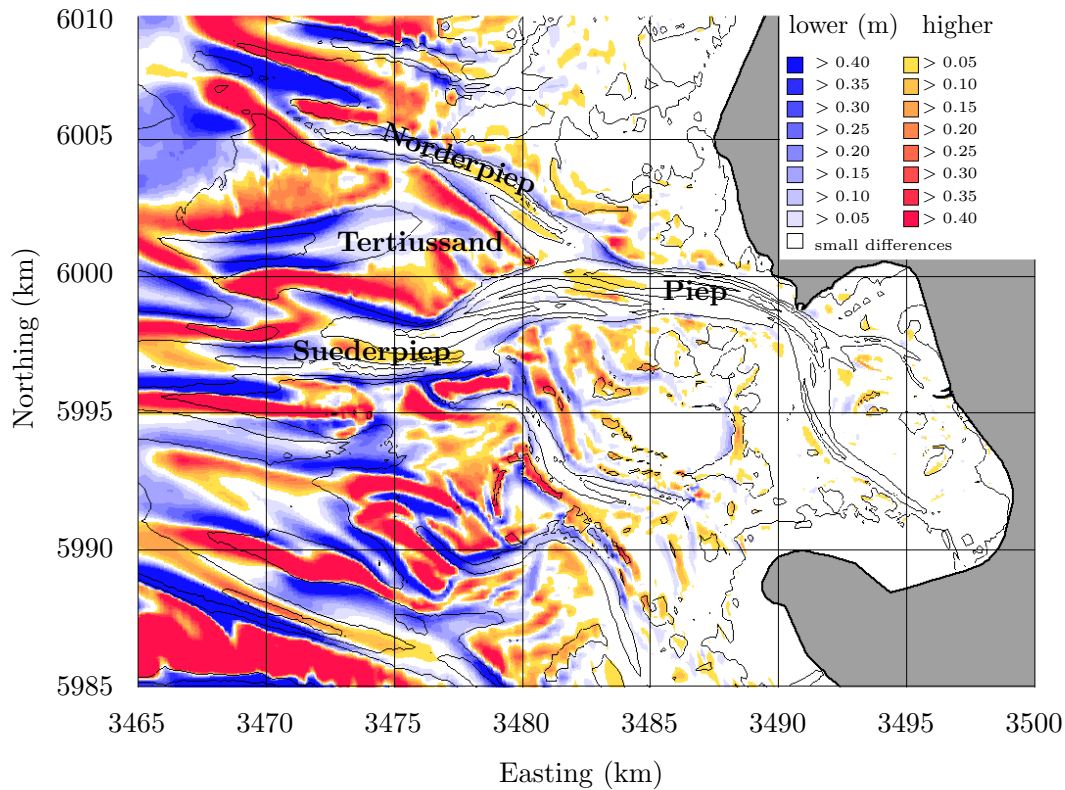 6010
lower (m) higher
> 0.40 > 0.05
> 0.35 > 0.10
> 0.30 > 0.15
> 0.25 > 0.20
> 0.20 > 0.25
> 0.15 > 0.30
> 0.10 > 0.35
> 0.05 > 0.40
small differences
6005
Norderpiep
Tertiussand
6000
Piep
Suederpiep
5995
5990
5985
Northing (km)
3465 3470 3475 3480 3485 3490 3495 3500
Easting (km)